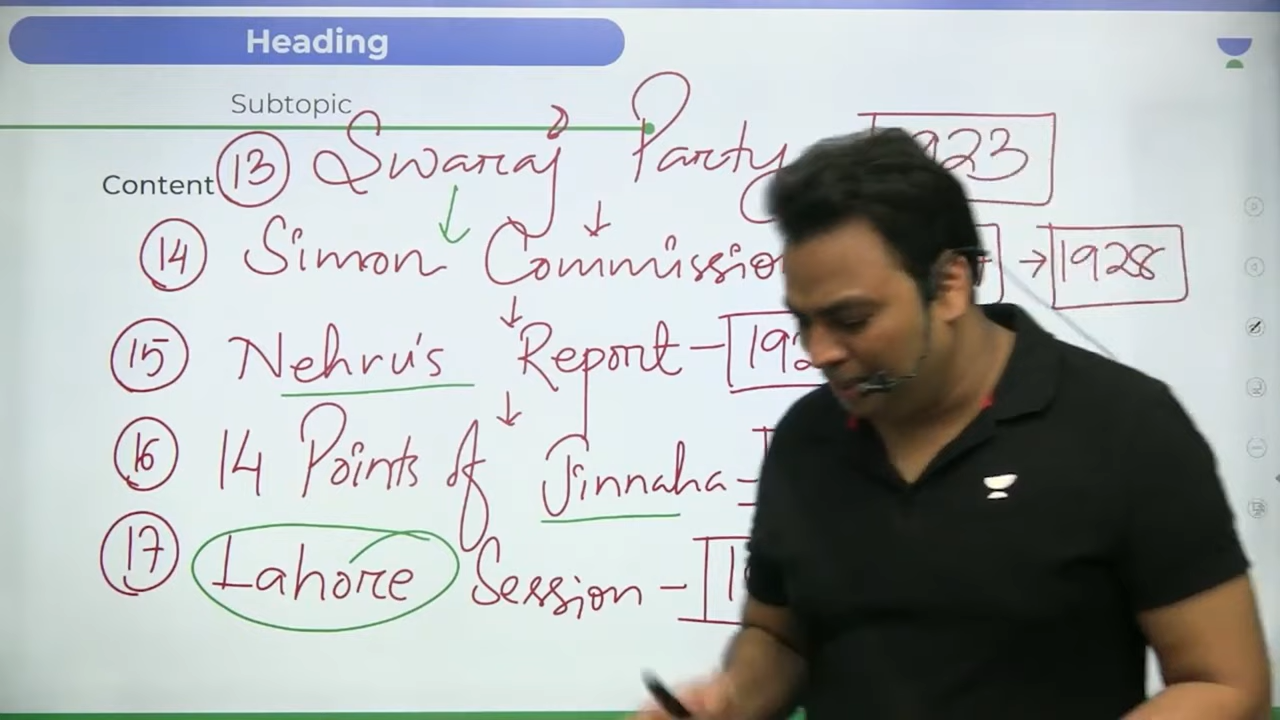 Heading
Subtopic
Content
13 Swaraj Party 1923
14 Simon Commission → 1928
15 Nehru's Report -
16 14 Points of Jinnaha -
17 Lahore Session -